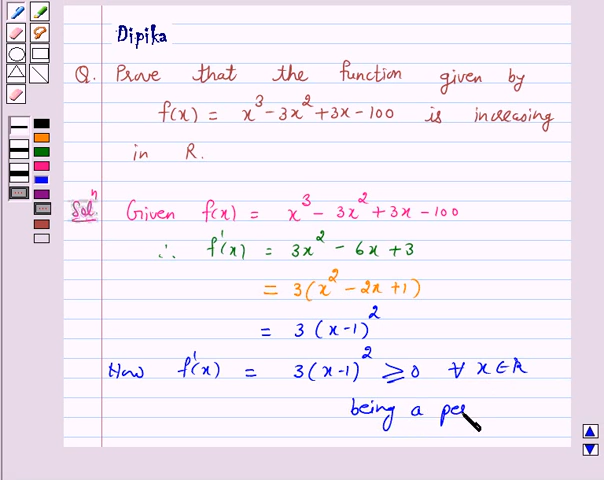 Dipika
Q. Prove that the function given by
f(x) = x³ - 3x² + 3x - 100 is increasing
in R.
Solⁿ Given f(x) = x³ - 3x² + 3x - 100
∴ f'(x) = 3x² - 6x + 3
= 3(x² - 2x + 1)
= 3(x-1)²
Now f'(x) = 3(x-1)² ≥ 0 ∀ x ∈ R
being a per